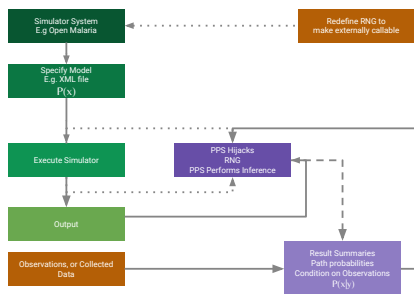 Simulator System
E.g Open Malaria
Redefine RNG to
make externally callable
Specify Model
E.g. XML file
P(x)
Execute Simulator
PPS Hijacks
RNG
PPS Performs Inference
Output
Observations, or Collected
Data
Result Summaries
Path probabilities
Condition on Observations
P(x|y)